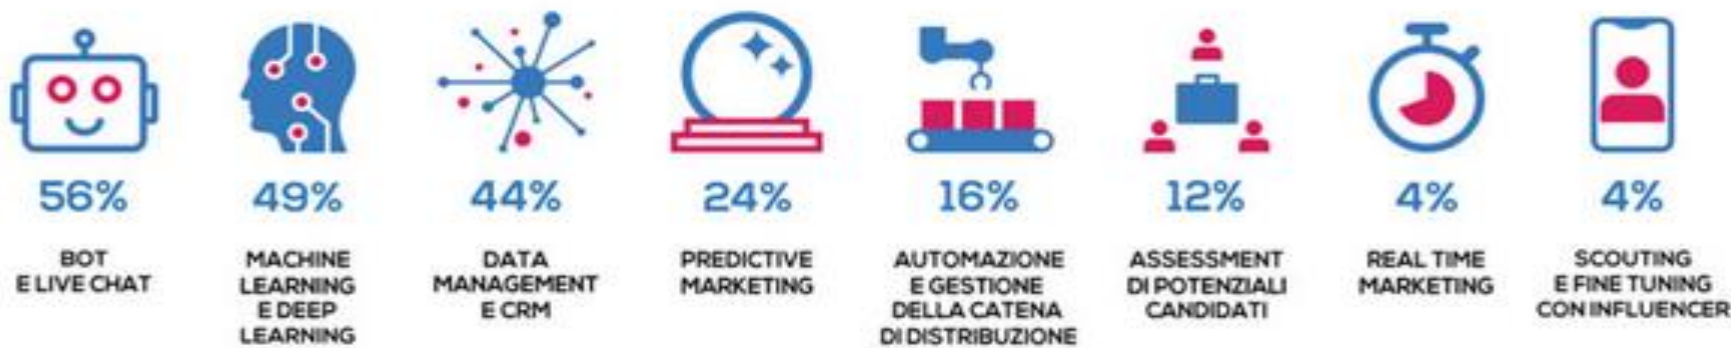 56%
BOT
E LIVE CHAT
49%
MACHINE
LEARNING
E DEEP
LEARNING
44%
DATA
MANAGEMENT
E CRM
24%
PREDICTIVE
MARKETING
16%
AUTOMAZIONE
E GESTIONE
DELLA CATENA
DI DISTRIBUZIONE
12%
ASSESSMENT
DI POTENZIALI
CANDIDATI
4%
REAL TIME
MARKETING
4%
SCOUTING
E FINE TUNING
CON INFLUENCER